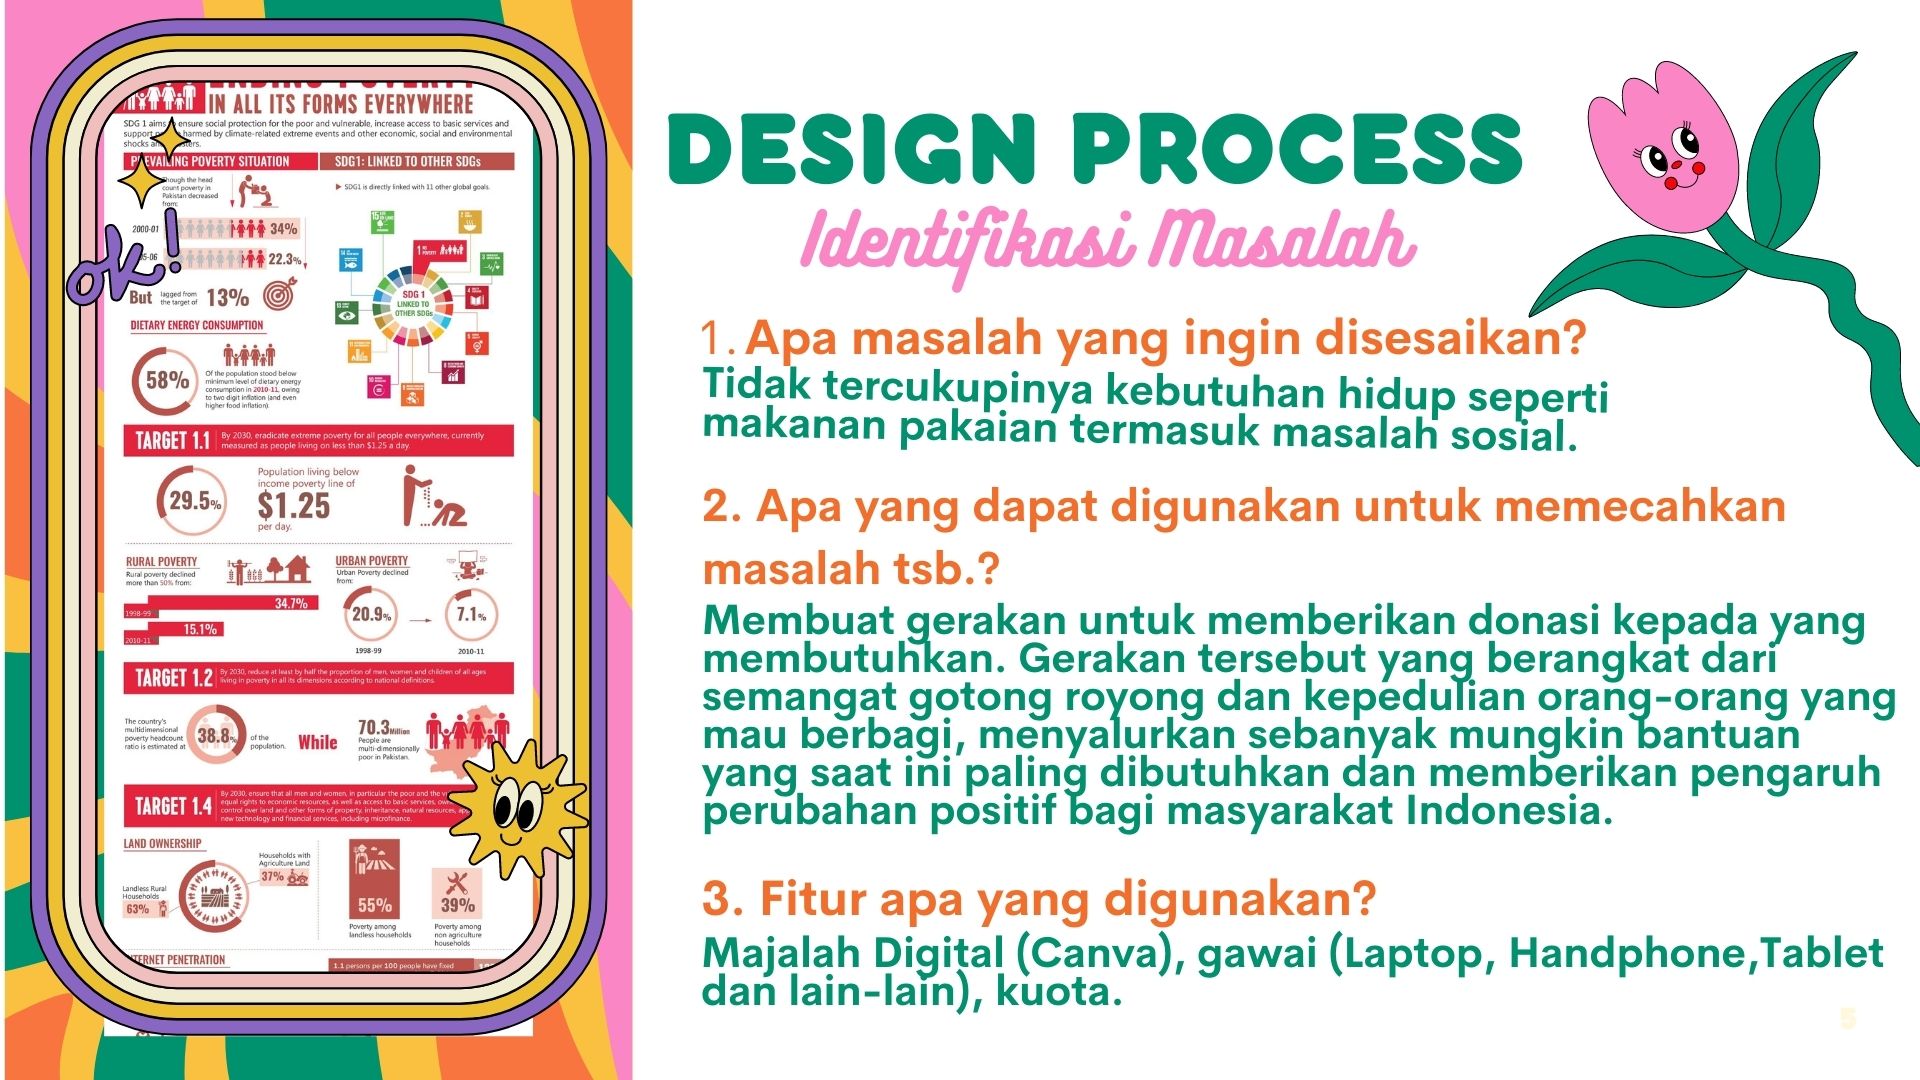 IN ALL ITS FORMS EVERYWHERE
SDG 1 aims ensure social protection for the poor and vulnerable, increase access to basic services and
support harmed by climate-related extreme events and other economic, social and environmental
shocks
PREVAILING POVERTY SITUATION
SDG1: LINKED TO OTHER SDGs
Though the head
count poverty in
Pakistan decreased
from:
SDG1 is directly linked with 11 other global goals.
2000-01
34%
22.3%
But
lagged from
the target of
13%
SDG 1
LINKED TO
OTHER SDGs
ok!
DIETARY ENERGY CONSUMPTION
58%
Of the population stood below
minimum level of dietary energy
consumption in 2010-11, owing
to two digit inflation (and even
higher food inflation):
TARGET 1.1
By 2030, eradicate extreme poverty for all people everywhere, currently
measured as people living on less than $1.25 a day.
29.5%
Population living below
income poverty line of
$1.25
per day.
RURAL POVERTY
Rural poverty declined
more than 50% from:
34.7%
1998-99
15.1%
2010-11
URBAN POVERTY
Urban Poverty declined
from:
20.9%
7.1%
1998-99
2010-11
TARGET 1.2
By 2030, reduce at least by half the proportion of men, women and children of all ages
living in poverty in all its dimensions according to national definitions.
The country's
multidimensional
poverty headcount
ratio is estimated at
38.8%
of the
population.
While
70.3 Million
People are
multi-dimensionally
poor in Pakistan.
TARGET 1.4
By 2030, ensure that all men and women, in particular the poor and the
equal rights to economic resources, as well as access to basic services,
control over land and other forms of property, inheritance, natural resources,
new technology and financial services, including microfinance.
LAND OWNERSHIP
Households with
Agriculture Land
37%
Landless Rural
Households
63%
55%
Poverty among
landless households
39%
Poverty among
non agriculture
households
INTERNET PENETRATION
1.1 persons per 100 people have fixed
DESIGN PROCESS
Identifikasi Masalah
1. Apa masalah yang ingin disesaikan?
Tidak tercukupinya kebutuhan hidup seperti
makanan pakaian termasuk masalah sosial.
2. Apa yang dapat digunakan untuk memecahkan
masalah tsb.?
Membuat gerakan untuk memberikan donasi kepada yang
membutuhkan. Gerakan tersebut yang berangkat dari
semangat gotong royong dan kepedulian orang-orang yang
mau berbagi, menyalurkan sebanyak mungkin bantuan
yang saat ini paling dibutuhkan dan memberikan pengaruh
perubahan positif bagi masyarakat Indonesia.
3. Fitur apa yang digunakan?
Majalah Digital (Canva), gawai (Laptop, Handphone,Tablet
dan lain-lain), kuota.
5